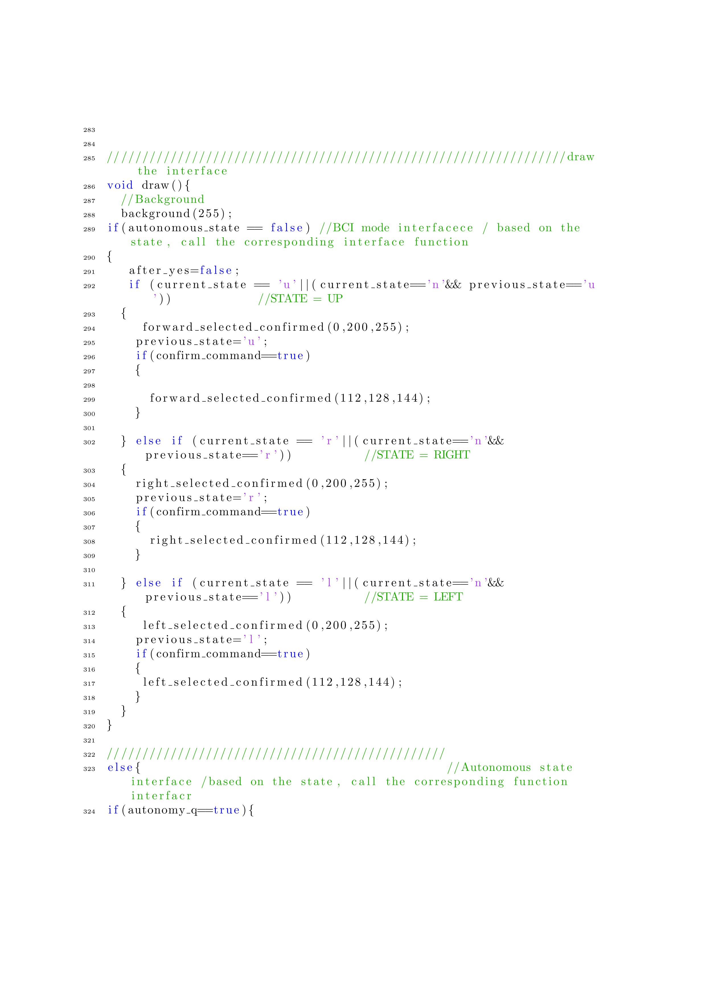 283
284
285 /////////////////////////////////////////////////////////////////draw
the interface
286 void draw(){
287 //Background
288 background(255);
289 if(autonomous_state == false) //BCI mode interfacece / based on the
state, call the corresponding interface function
290 {
291 after_yes=false;
292 if (current_state == 'u'||(current_state=='n'&& previous_state=='u
')) //STATE = UP
293 {
294 forward_selected_confirmed(0,200,255);
295 previous_state='u';
296 if(confirm_command==true)
297 {
298
299 forward_selected_confirmed(112,128,144);
300 }
301
302 } else if (current_state == 'r'||(current_state=='n'&&
previous_state=='r')) //STATE = RIGHT
303 {
304 right_selected_confirmed(0,200,255);
305 previous_state='r';
306 if(confirm_command==true)
307 {
308 right_selected_confirmed(112,128,144);
309 }
310
311 } else if (current_state == 'l'||(current_state=='n'&&
previous_state=='l')) //STATE = LEFT
312 {
313 left_selected_confirmed(0,200,255);
314 previous_state='l';
315 if(confirm_command==true)
316 {
317 left_selected_confirmed(112,128,144);
318 }
319 }
320 }
321
322 ////////////////////////////////////////////////
323 else{ //Autonomous state
interface /based on the state, call the corresponding function
interfacr
324 if(autonomy_q==true){